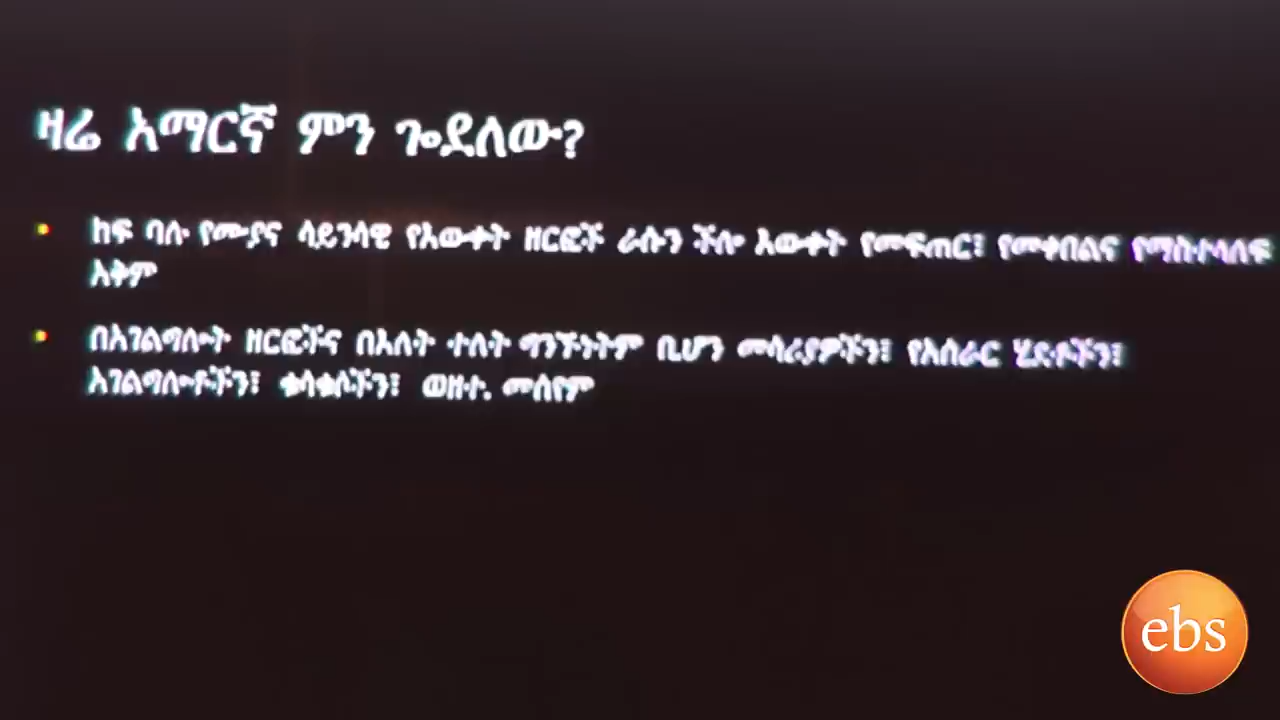 ዛሬ አማርኛ ምን ጐደለው?
• ከፍ ባሉ የሙያና ሳይንሳዊ የእውቀት ዘርፎች ራሱን ችሎ እውቀት የመፍጠር፣ የመቀበልና የማስተላለፍ
አቅም
• በአገልግሎት ዘርፎችና በእለት ተለት ግንኙነትም ቢሆን መሳሪያዎችን፣ የአሰራር ሂደቶችን፣
አገልግሎቶችን፣ ቁሳቁሶችን፣ ወዘተ. መሰየም
ebs